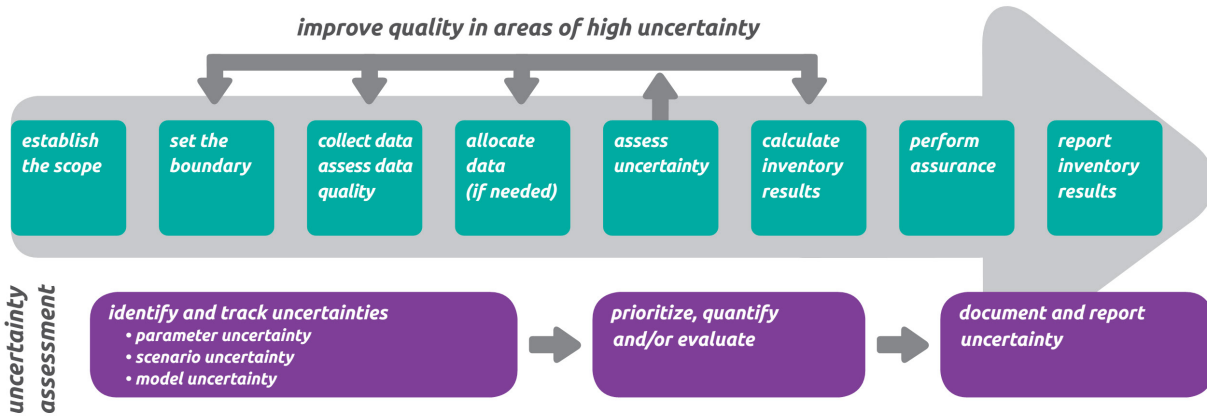 improve quality in areas of high uncertainty
establish
the scope
set the
boundary
collect data
assess data
quality
allocate
data
(if needed)
assess
uncertainty
calculate
inventory
results
perform
assurance
report
inventory
results
uncertainty
assessment
identify and track uncertainties
• parameter uncertainty
• scenario uncertainty
• model uncertainty
prioritize, quantify
and/or evaluate
document and report
uncertainty